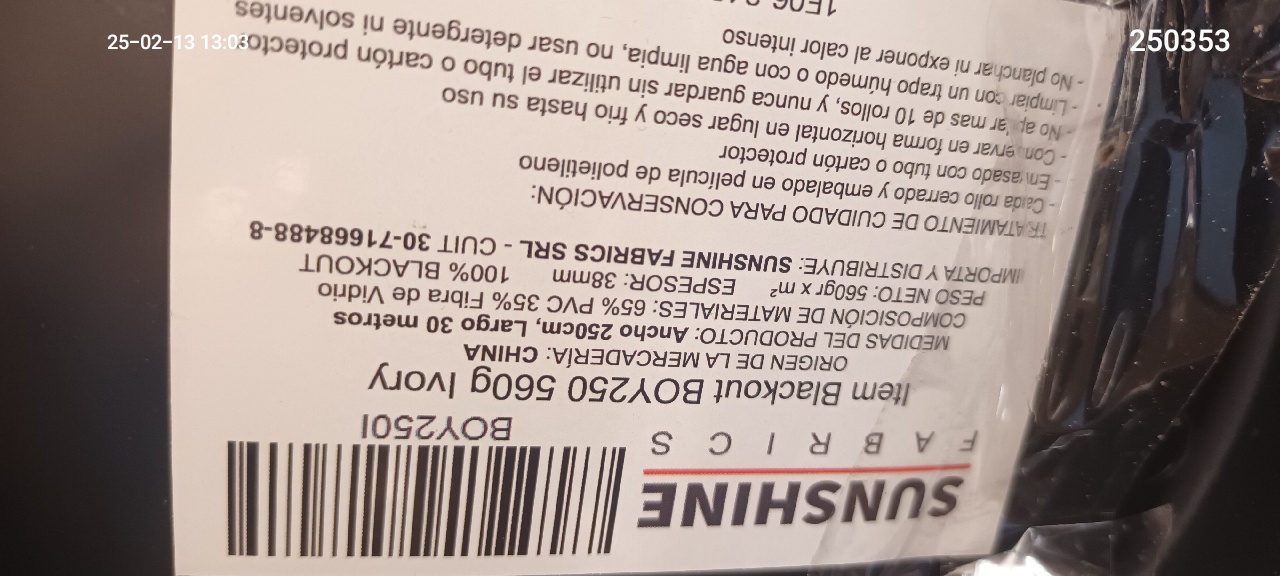 25-02-13 13:03
250353
SUNSHINE
FABRICS
BOY250I
Item Blackout BOY250 560g Ivory
ORIGEN DE LA MERCADERÍA: CHINA
MEDIDAS DEL PRODUCTO: Ancho 250cm, Largo 30 metros
COMPOSICIÓN DE MATERIALES: 65% PVC 35% Fibra de Vidrio
PESO NETO: 560gr x m² ESPESOR: 38mm 100% BLACKOUT
IMPORTA Y DISTRIBUYE: SUNSHINE FABRICS SRL - CUIT 30-71668488-8
TRATAMIENTO DE CUIDADO PARA CONSERVACIÓN:
- Cada rollo cerrado y embalado en película de polietileno
- Envasado con tubo o cartón protector
- Conservar en forma horizontal en lugar seco y frio hasta su uso
- No apilar mas de 10 rollos, y nunca guardar sin utilizar el tubo o cartón protector
- Limpiar con un trapo húmedo o con agua limpia, no usar detergente ni solventes
- No planchar ni exponer al calor intenso